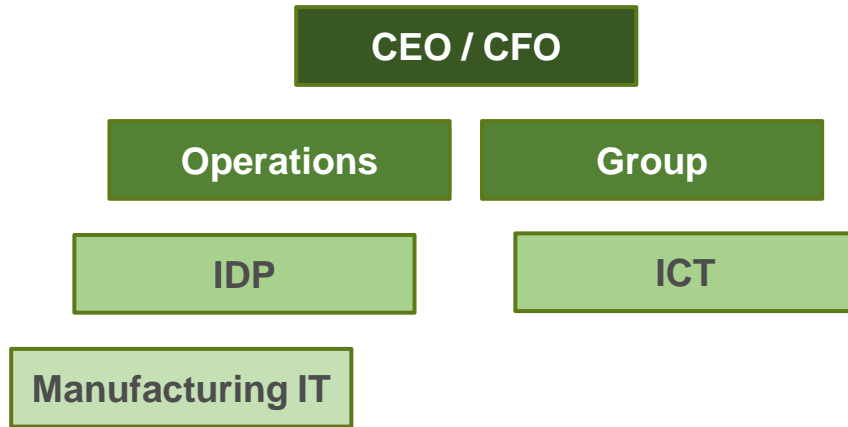 CEO / CFO
Operations
Group
IDP
ICT
Manufacturing IT